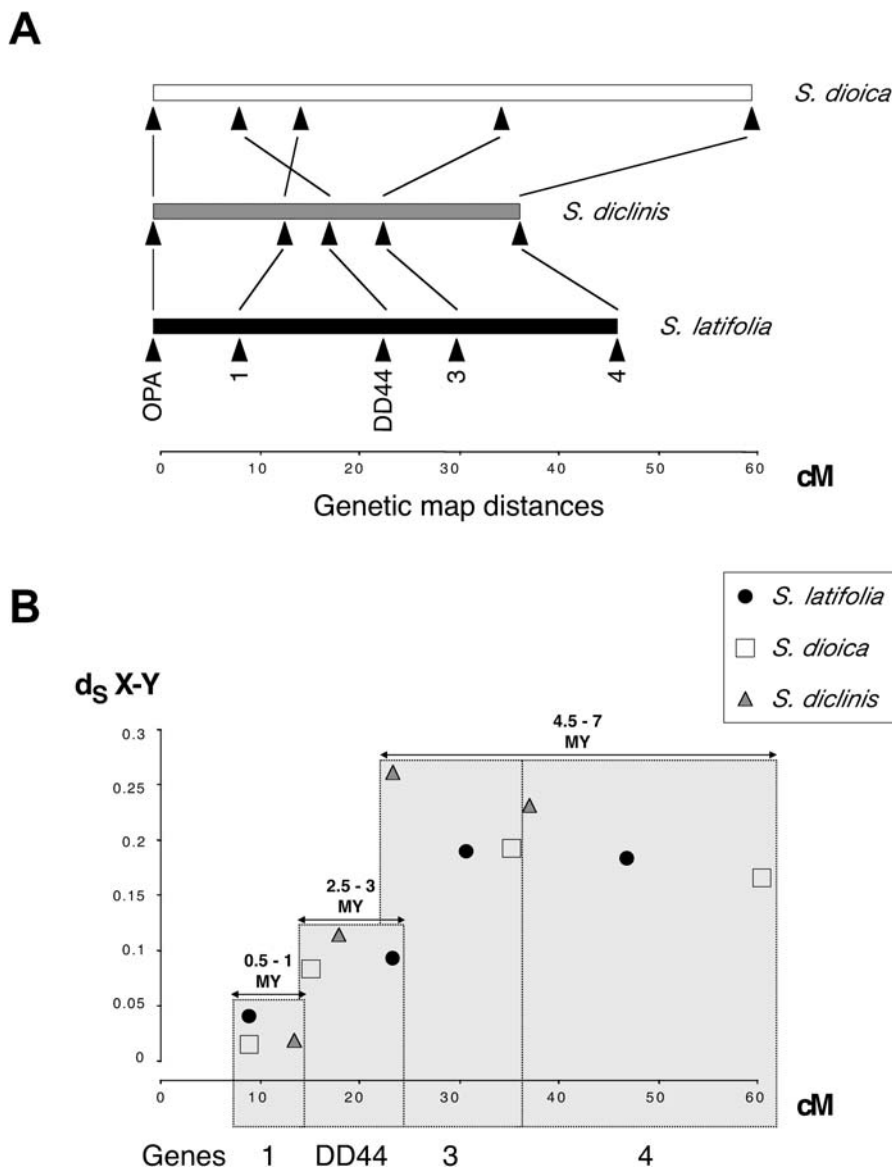 A
S. dioica
S. diclinis
S. latifolia
OPA
1
DD44
3
4
0 10 20 30 40 50 60
cM
Genetic map distances
B
S. latifolia
S. dioica
S. diclinis
dS X-Y
4.5 - 7
MY
2.5 - 3
MY
0.5 - 1
MY
0.3
0.25
0.2
0.15
0.1
0.05
0
0 10 20 30 40 50 60
cM
Genes 1 DD44 3 4